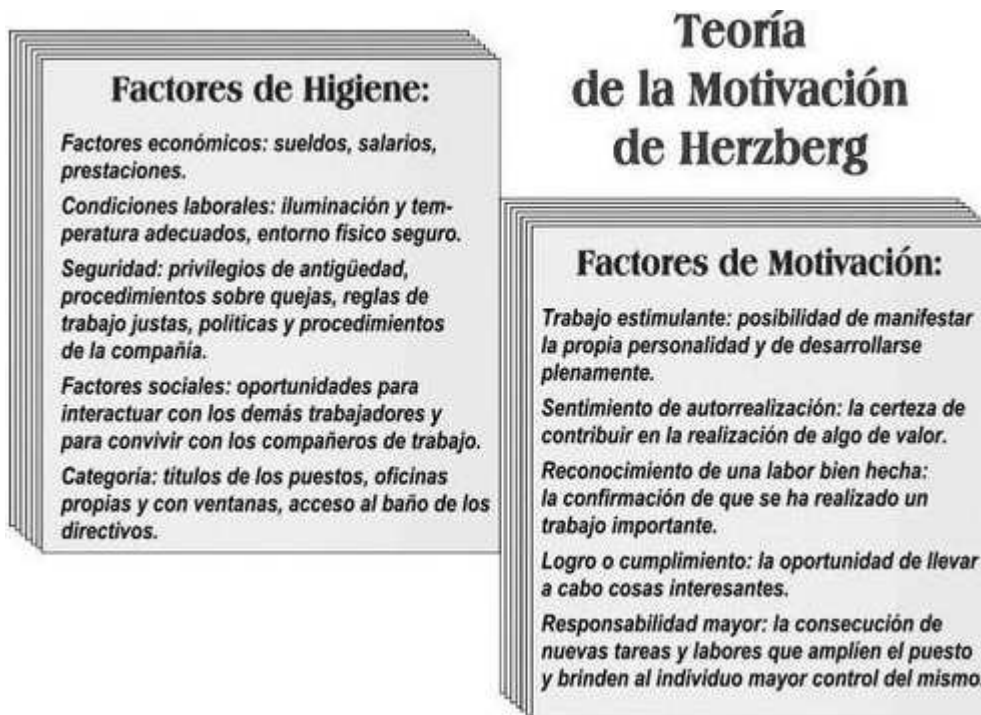 Teoría
de la Motivación
de Herzberg
Factores de Higiene:
Factores económicos: sueldos, salarios,
prestaciones.
Condiciones laborales: iluminación y tem-
peratura adecuados, entorno físico seguro.
Seguridad: privilegios de antigüedad,
procedimientos sobre quejas, reglas de
trabajo justas, políticas y procedimientos
de la compañía.
Factores sociales: oportunidades para
interactuar con los demás trabajadores y
para convivir con los compañeros de trabajo.
Categoría: títulos de los puestos, oficinas
propias y con ventanas, acceso al baño de los
directivos.
Factores de Motivación:
Trabajo estimulante: posibilidad de manifestar
la propia personalidad y de desarrollarse
plenamente.
Sentimiento de autorrealización: la certeza de
contribuir en la realización de algo de valor.
Reconocimiento de una labor bien hecha:
la confirmación de que se ha realizado un
trabajo importante.
Logro o cumplimiento: la oportunidad de llevar
a cabo cosas interesantes.
Responsabilidad mayor: la consecución de
nuevas tareas y labores que amplíen el puesto
y brinden al individuo mayor control del mismo.